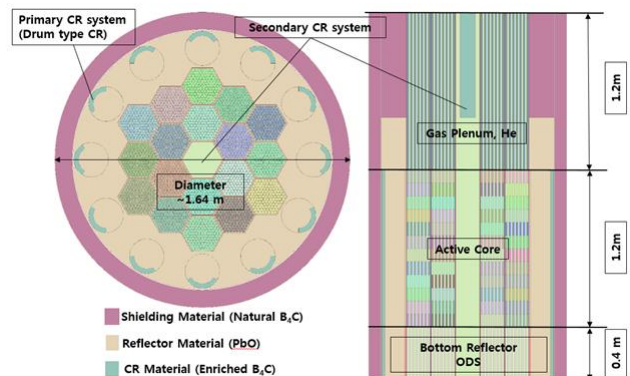 Primary CR system
(Drum type CR)
Secondary CR system
Diameter
~1.64 m
Shielding Material (Natural B₄C)
Reflector Material (PbO)
CR Material (Enriched B₄C)
Gas Plenum, He
Active Core
Bottom Reflector
ODS
1.2m
1.2m
0.4 m